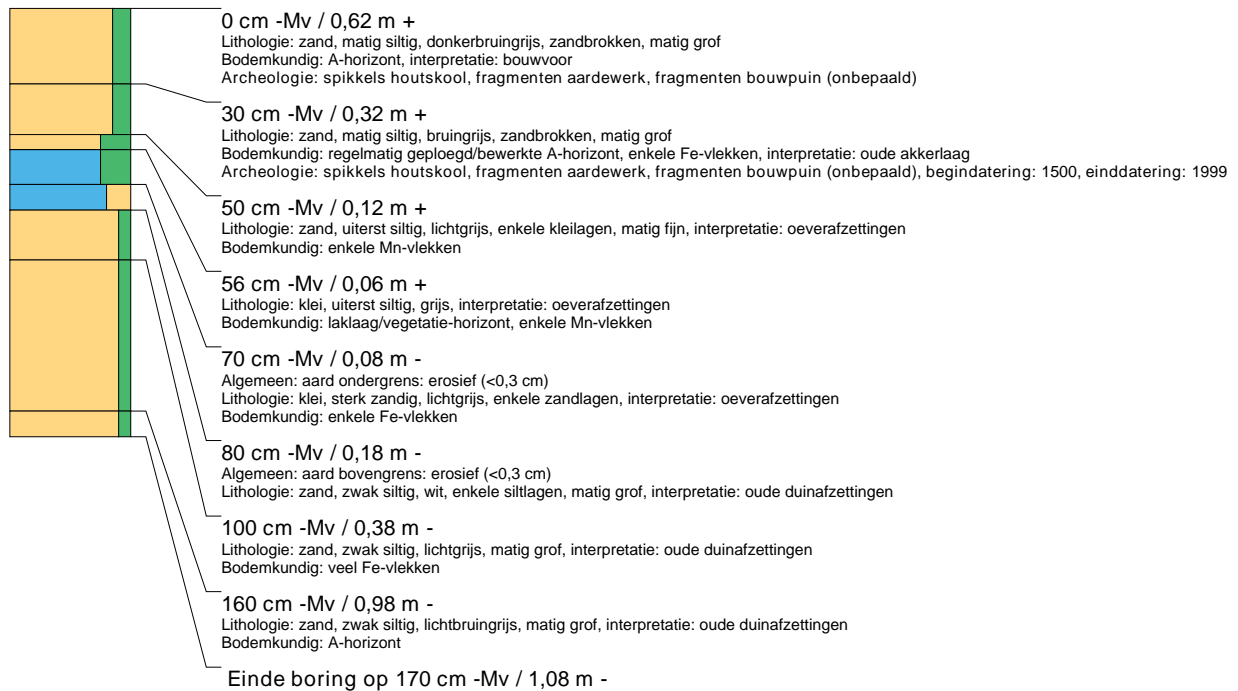 0 cm -Mv / 0,62 m +
Lithologie: zand, matig siltig, donkerbruingrijs, zandbrokken, matig grof
Bodemkundig: A-horizont, interpretatie: bouwvoor
Archeologie: spikkels houtskool, fragmenten aardewerk, fragmenten bouwpuin (onbepaald)
30 cm -Mv / 0,32 m +
Lithologie: zand, matig siltig, bruingrijs, zandbrokken, matig grof
Bodemkundig: regelmatig geploegd/bewerkte A-horizont, enkele Fe-vlekken, interpretatie: oude akkerlaag
Archeologie: spikkels houtskool, fragmenten aardewerk, fragmenten bouwpuin (onbepaald), begindatering: 1500, einddatering: 1999
50 cm -Mv / 0,12 m +
Lithologie: zand, uiterst siltig, lichtgrijs, enkele kleilagen, matig fijn, interpretatie: oeverafzettingen
Bodemkundig: enkele Mn-vlekken
56 cm -Mv / 0,06 m +
Lithologie: klei, uiterst siltig, grijs, interpretatie: oeverafzettingen
Bodemkundig: laklaag/vegetatie-horizont, enkele Mn-vlekken
70 cm -Mv / 0,08 m -
Algemeen: aard ondergrens: erosief (<0,3 cm)
Lithologie: klei, sterk zandig, lichtgrijs, enkele zandlagen, interpretatie: oeverafzettingen
Bodemkundig: enkele Fe-vlekken
80 cm -Mv / 0,18 m -
Algemeen: aard bovengrens: erosief (<0,3 cm)
Lithologie: zand, zwak siltig, wit, enkele siltlagen, matig grof, interpretatie: oude duinafzettingen
100 cm -Mv / 0,38 m -
Lithologie: zand, zwak siltig, lichtgrijs, matig grof, interpretatie: oude duinafzettingen
Bodemkundig: veel Fe-vlekken
160 cm -Mv / 0,98 m -
Lithologie: zand, zwak siltig, lichtbruingrijs, matig grof, interpretatie: oude duinafzettingen
Bodemkundig: A-horizont
Einde boring op 170 cm -Mv / 1,08 m -